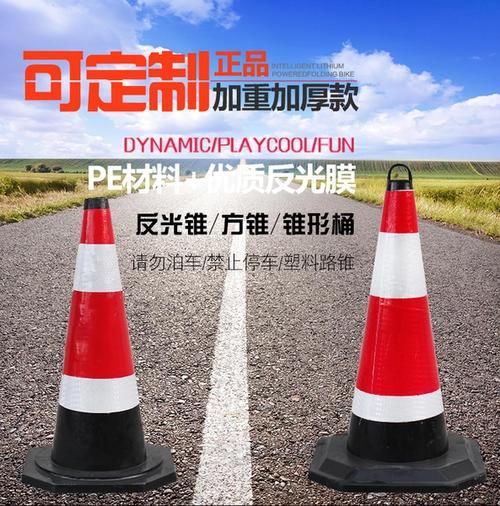 可定制 正品
INTELLIGENT LITHIUM
POWEREDFOLDING BIKE
加重加厚款
DYNAMIC/PLAYCOOL/FUN
PE材料+优质反光膜
反光锥/方锥/锥形桶
请勿泊车/禁止停车/塑料路锥